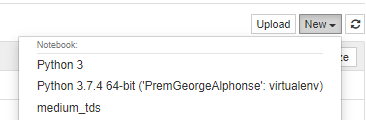 Upload New
Notebook:
Python 3
Python 3.7.4 64-bit ('PremGeorgeAlphonse': virtualenv)
medium_tds